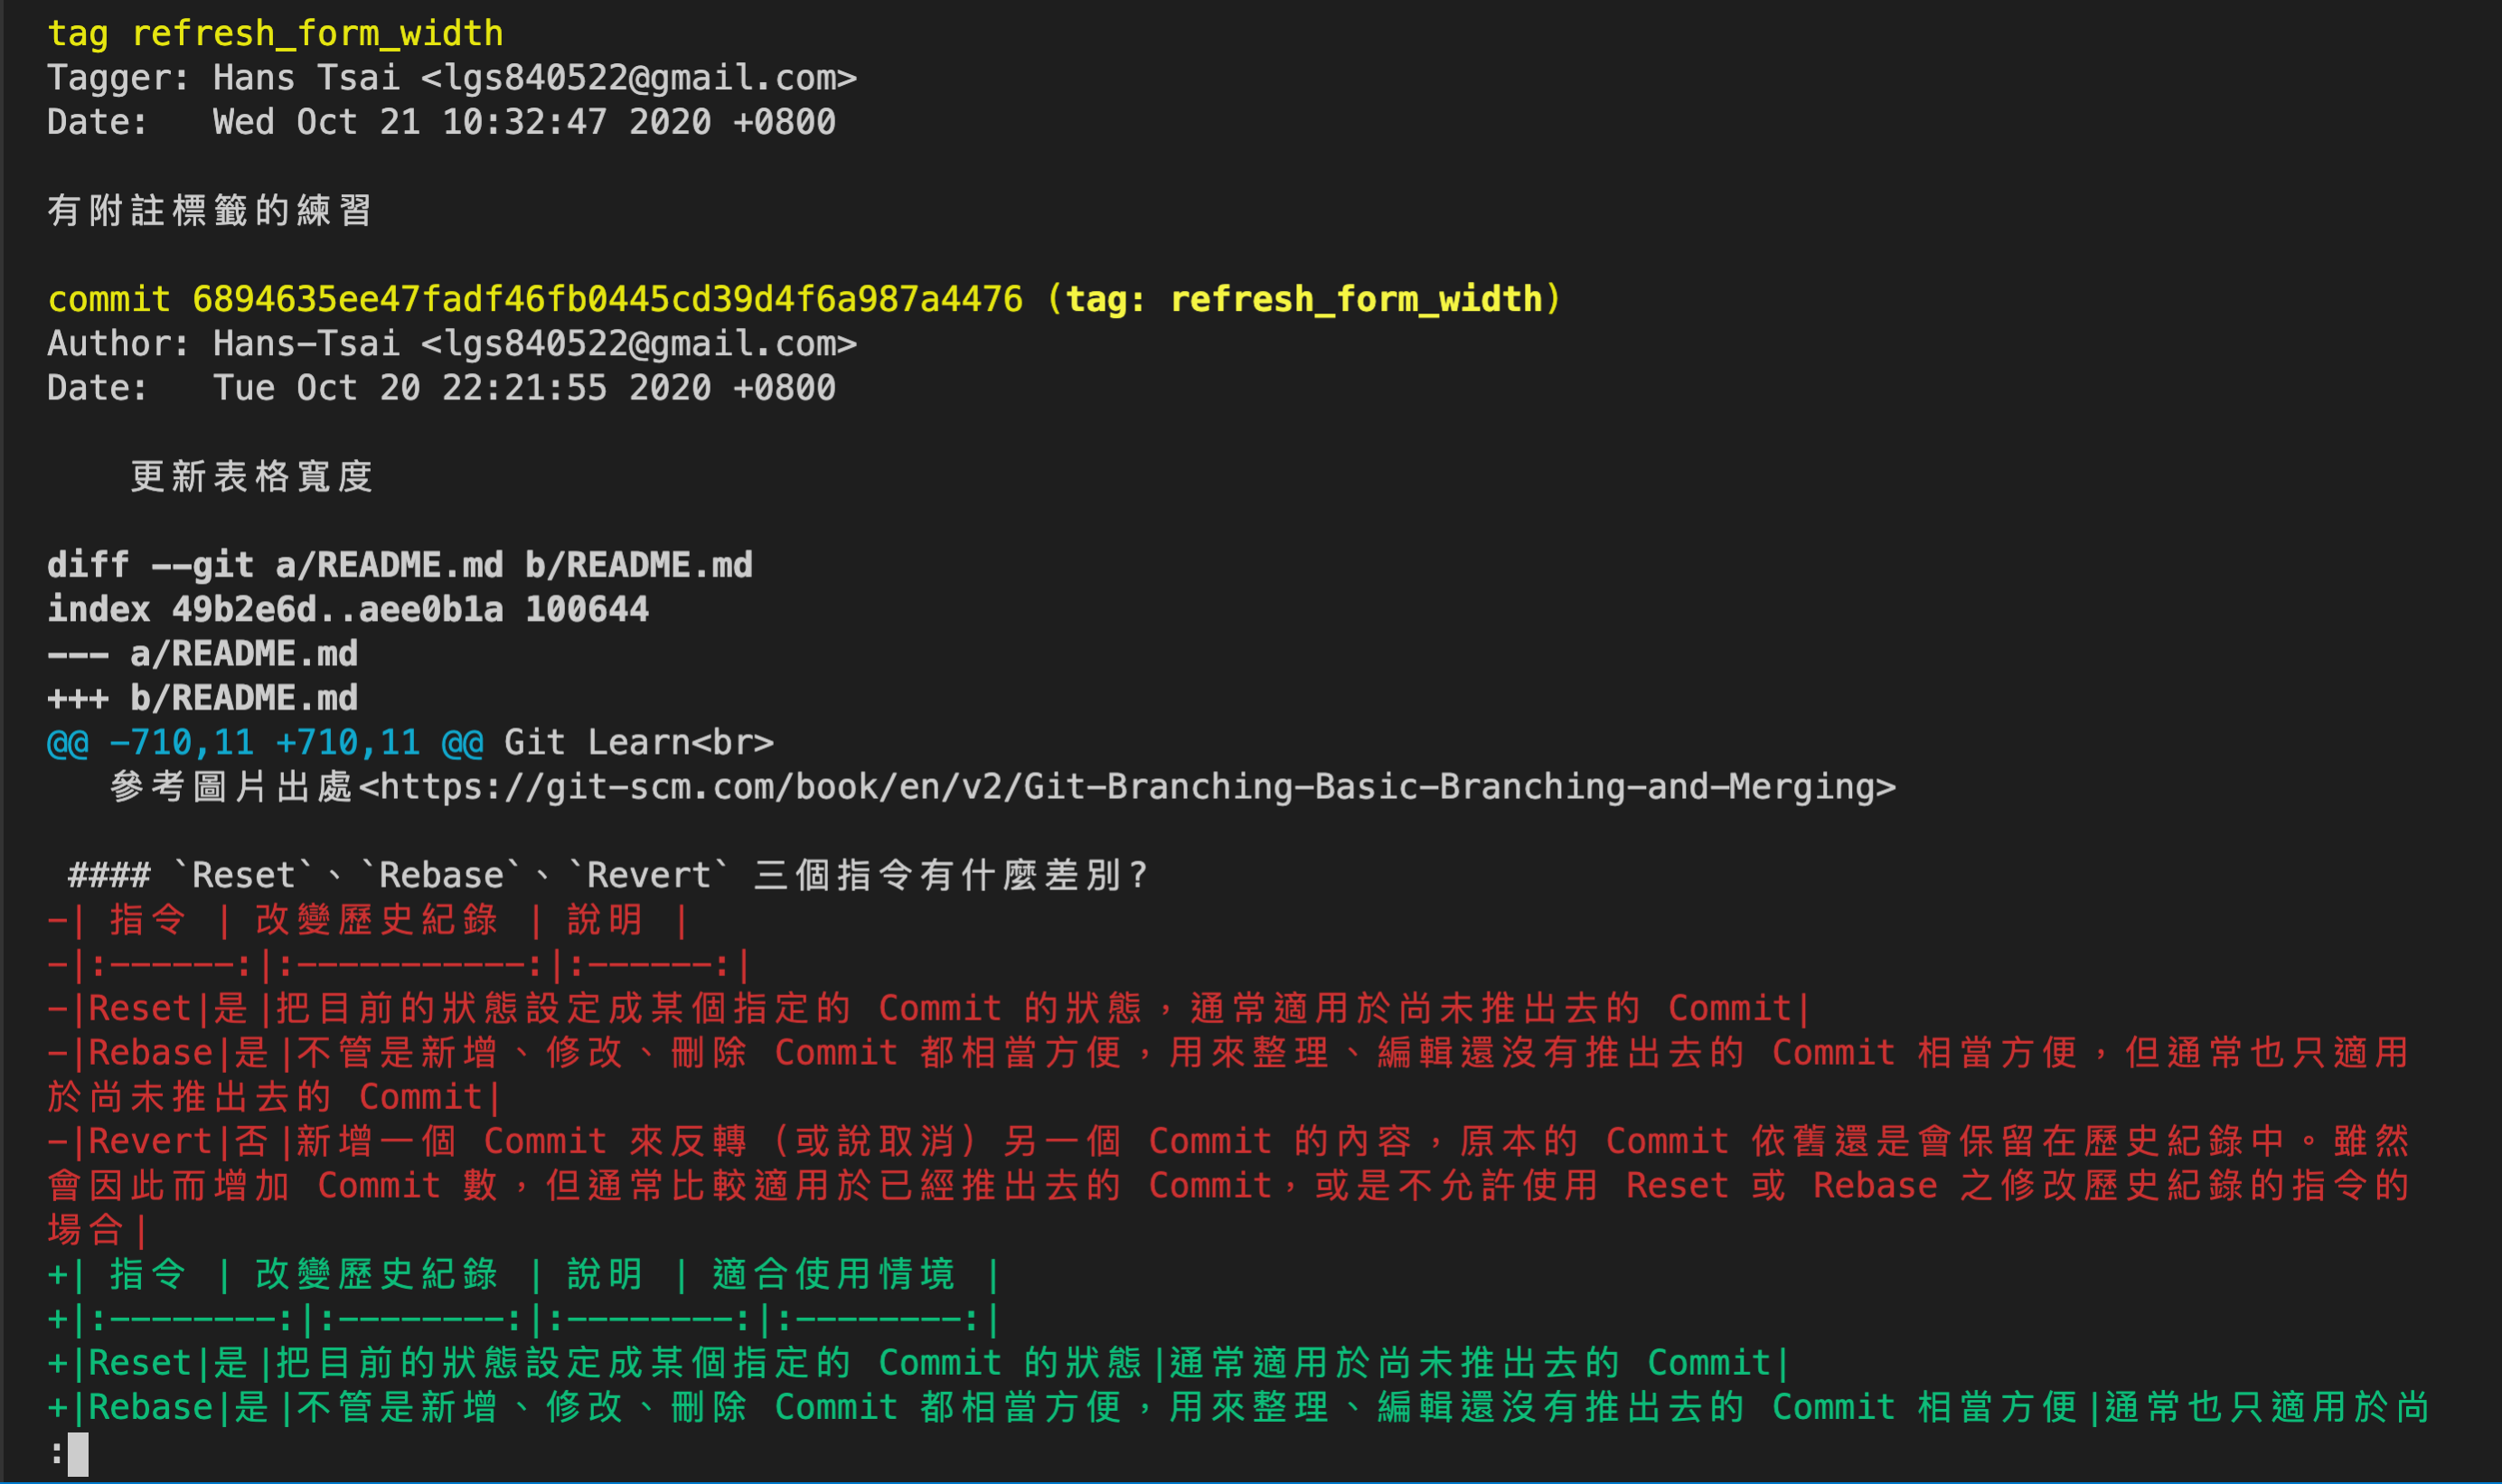 tag refresh_form_width
Tagger: Hans Tsai <lgs840522@gmail.com>
Date:   Wed Oct 21 10:32:47 2020 +0800

有附註標籤的練習

commit 6894635ee47fadf46fb0445cd39d4f6a987a4476 (tag: refresh_form_width)
Author: Hans-Tsai <lgs840522@gmail.com>
Date:   Tue Oct 20 22:21:55 2020 +0800

    更新表格寬度

diff --git a/README.md b/README.md
index 49b2e6d..aee0b1a 100644
--- a/README.md
+++ b/README.md
@@ -710,11 +710,11 @@ Git Learn<br>
   參考圖片出處<https://git-scm.com/book/en/v2/Git-Branching-Basic-Branching-and-Merging>

 #### `Reset`、`Rebase`、`Revert` 三個指令有什麼差別?
-| 指令 | 改變歷史紀錄 | 說明 |
-|:------:|:-----------:|:------:|
-|Reset|是|把目前的狀態設定成某個指定的 Commit 的狀態，通常適用於尚未推出去的 Commit|
-|Rebase|是|不管是新增、修改、刪除 Commit 都相當方便，用來整理、編輯還沒有推出去的 Commit 相當方便，但通常也只適用
於尚未推出去的 Commit|
-|Revert|否|新增一個 Commit 來反轉（或說取消）另一個 Commit 的內容，原本的 Commit 依舊還是會保留在歷史紀錄中。雖然
會因此而增加 Commit 數，但通常比較適用於已經推出去的 Commit，或是不允許使用 Reset 或 Rebase 之修改歷史紀錄的指令的
場合|
+| 指令 | 改變歷史紀錄 | 說明 | 適合使用情境 |
+|:--------:|:--------:|:--------:|:--------:|
+|Reset|是|把目前的狀態設定成某個指定的 Commit 的狀態|通常適用於尚未推出去的 Commit|
+|Rebase|是|不管是新增、修改、刪除 Commit 都相當方便，用來整理、編輯還沒有推出去的 Commit 相當方便|通常也只適用於尚
: